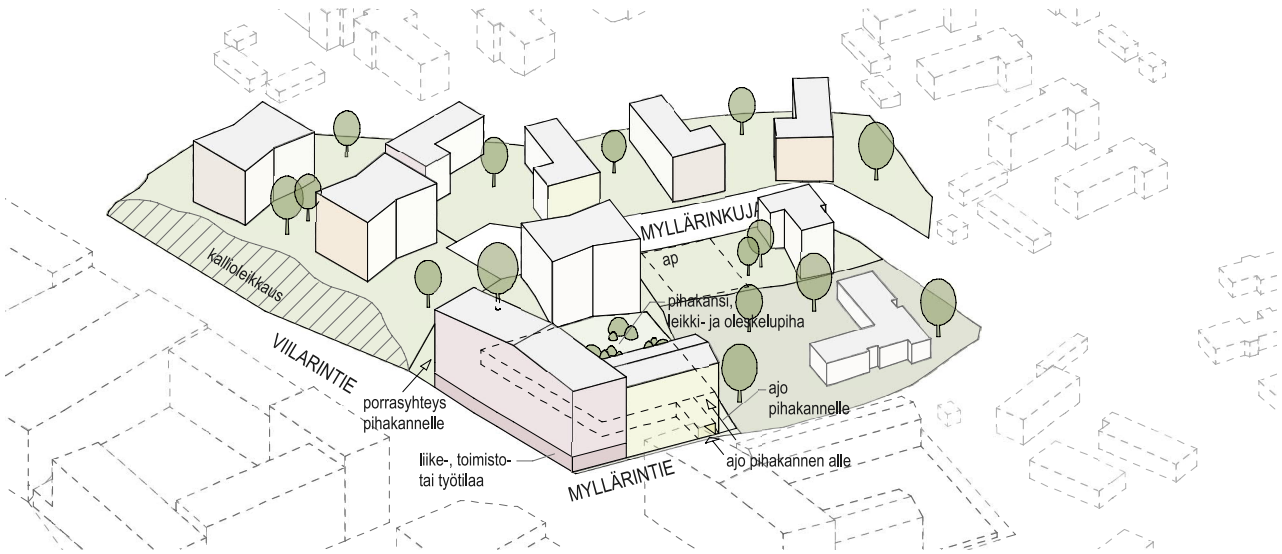 MYLLÄRINKUJA
ap
kallioleikkaus
pihakansi,
leikki- ja oleskelupiha
VIILARINTIE
porrasyhteys
pihakannelle
ajo
pihakannelle
liike-, toimisto-
tai työtilaa
ajo pihakannen alle
MYLLÄRINTIE